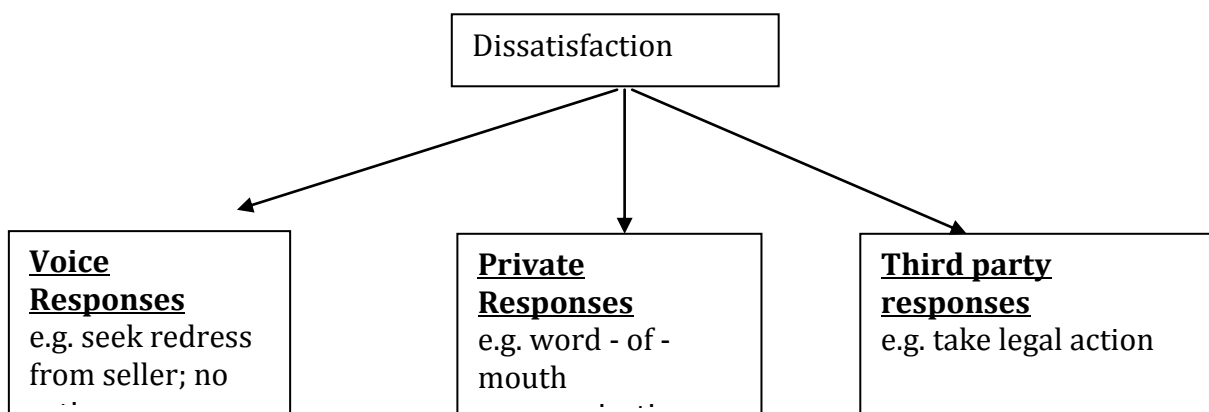 Dissatisfaction
Voice
Responses
e.g. seek redress
from seller; no
Private
Responses
e.g. word - of -
mouth
Third party
responses
e.g. take legal action